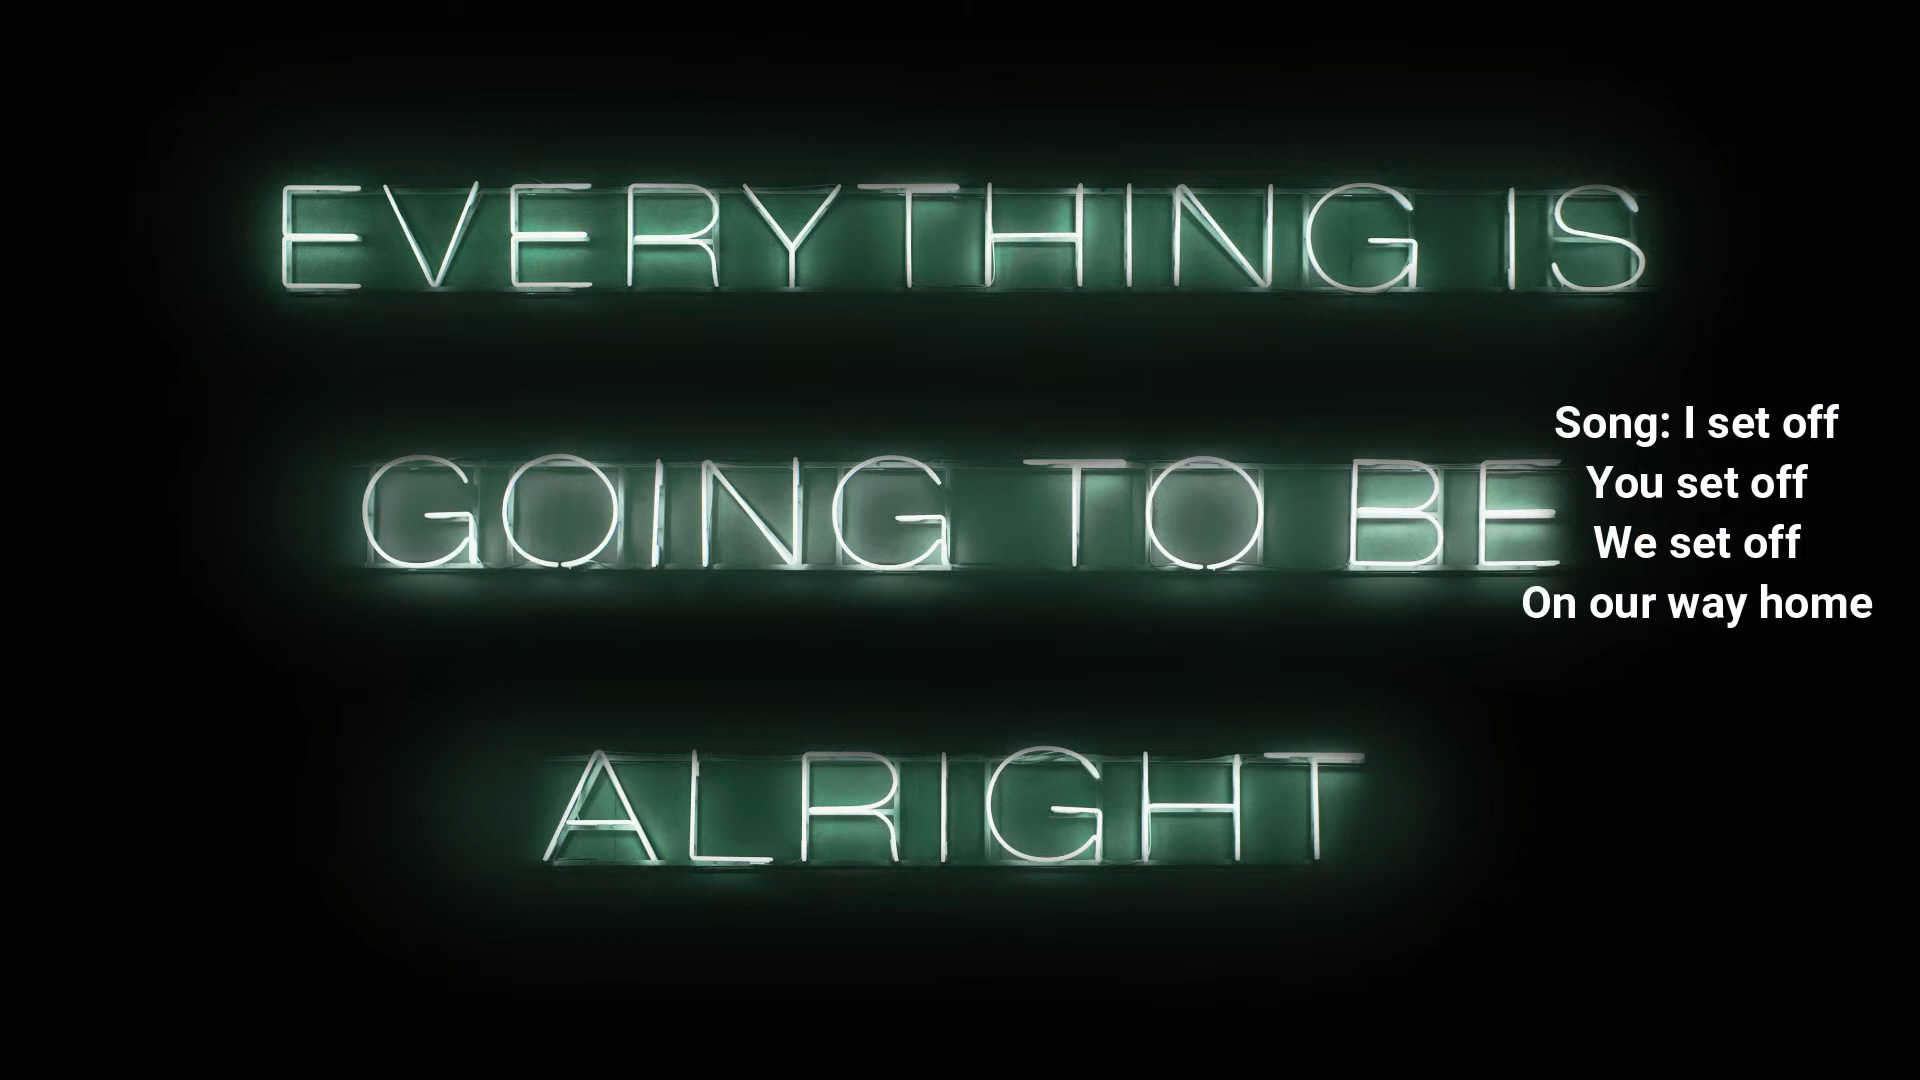 EVERYTHING IS
GOING TO BE
ALRIGHT
Song: I set off
You set off
We set off
On our way home